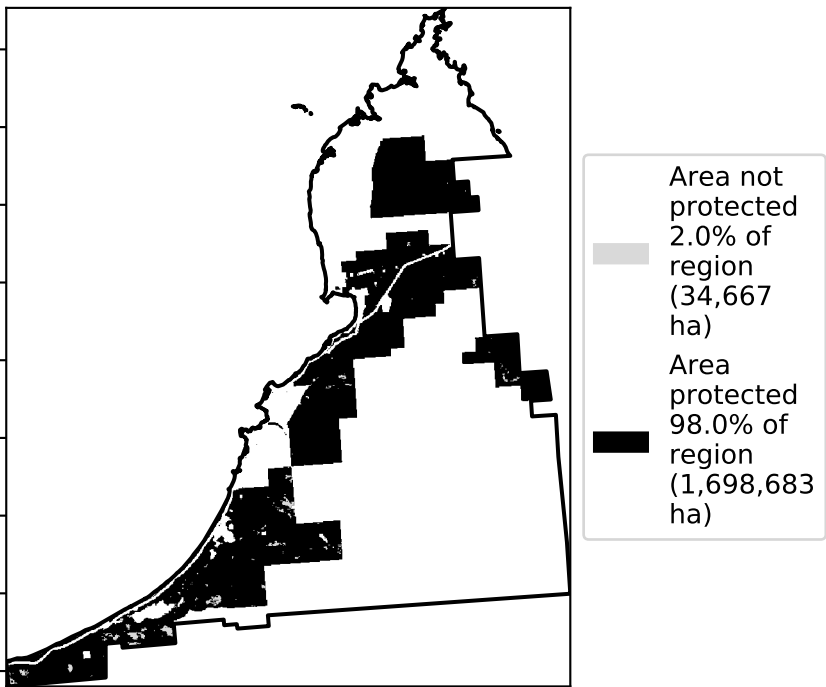 Area not
protected
2.0% of
region
(34,667
ha)
Area
protected
98.0% of
region
(1,698,683
ha)